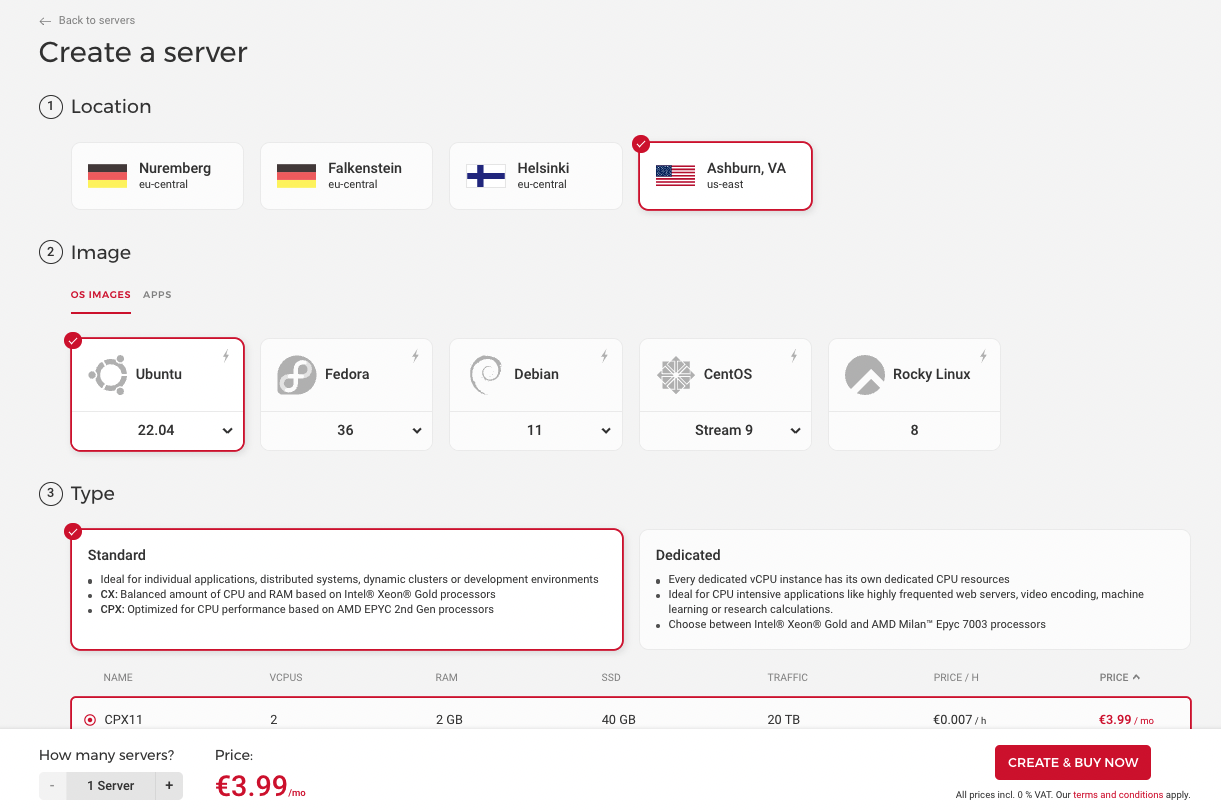 Back to servers
Create a server
1 Location
Nuremberg
eu-central
Falkenstein
eu-central
Helsinki
eu-central
Ashburn, VA
us-east
2 Image
OS IMAGES APPS
Ubuntu
22.04
Fedora
36
Debian
11
CentOS
Stream 9
Rocky Linux
8
3 Type
Standard
Ideal for individual applications, distributed systems, dynamic clusters or development environments
CX: Balanced amount of CPU and RAM based on Intel® Xeon® Gold processors
CPX: Optimized for CPU performance based on AMD EPYC 2nd Gen processors
Dedicated
Every dedicated vCPU instance has its own dedicated CPU resources
Ideal for CPU intensive applications like highly frequented web servers, video encoding, machine
learning or research calculations.
Choose between Intel® Xeon® Gold and AMD Milan™ Epyc 7003 processors
NAME VCPUS RAM SSD TRAFFIC PRICE / H PRICE
CPX11 2 2 GB 40 GB 20 TB €0.007 / h €3.99 / mo
How many servers?
- 1 Server +
Price:
€3.99/mo
CREATE & BUY NOW
All prices incl. 0 % VAT. Our terms and conditions apply.